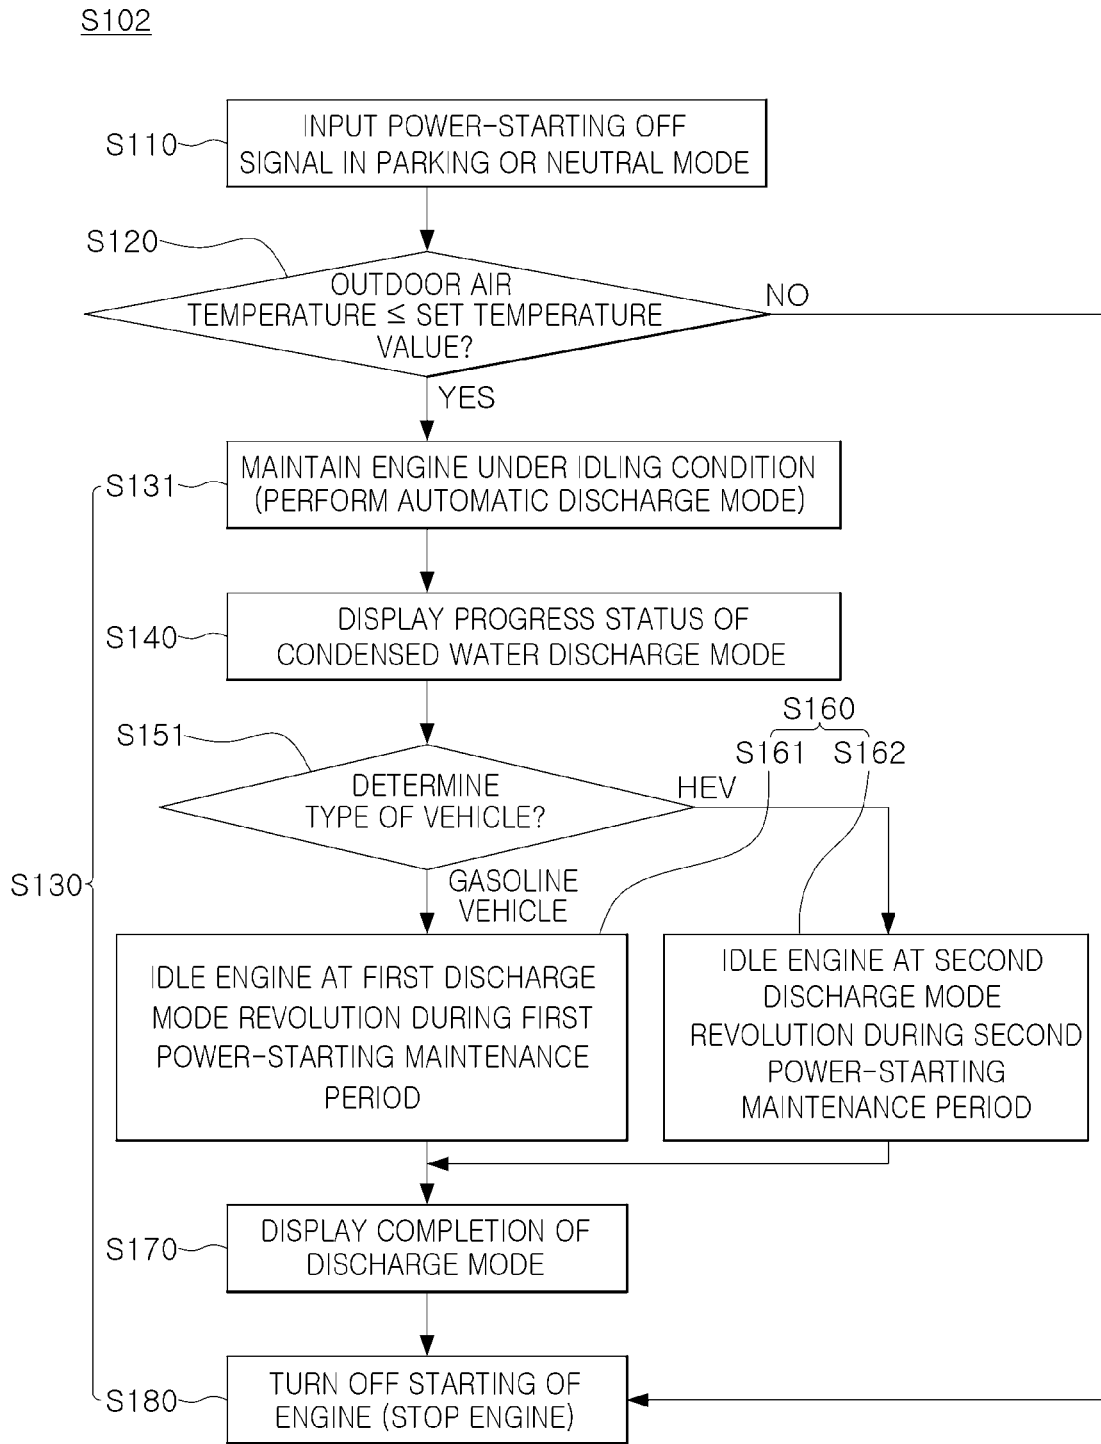 S102
S110
INPUT POWER-STARTING OFF
SIGNAL IN PARKING OR NEUTRAL MODE
S120
OUTDOOR AIR
TEMPERATURE ≤ SET TEMPERATURE
VALUE?
NO
YES
S131
MAINTAIN ENGINE UNDER IDLING CONDITION
(PERFORM AUTOMATIC DISCHARGE MODE)
S140
DISPLAY PROGRESS STATUS OF
CONDENSED WATER DISCHARGE MODE
S160
S161 S162
S151
DETERMINE
TYPE OF VEHICLE?
HEV
GASOLINE
VEHICLE
S130
IDLE ENGINE AT FIRST DISCHARGE
MODE REVOLUTION DURING FIRST
POWER-STARTING MAINTENANCE
PERIOD
IDLE ENGINE AT SECOND
DISCHARGE MODE
REVOLUTION DURING SECOND
POWER-STARTING
MAINTENANCE PERIOD
S170
DISPLAY COMPLETION OF
DISCHARGE MODE
S180
TURN OFF STARTING OF
ENGINE (STOP ENGINE)